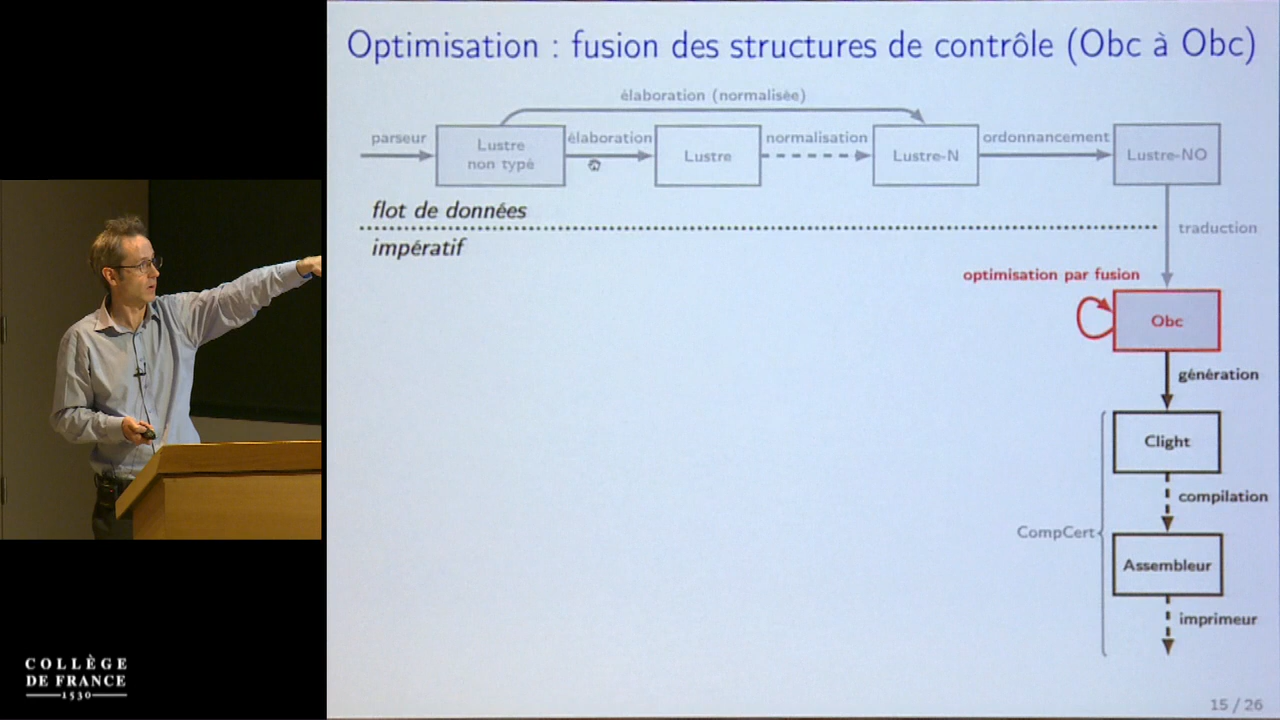 Optimisation : fusion des structures de contrôle (Obc à Obc)
élaboration (normalisée)
parseur
Lustre
non typé
élaboration
Lustre
normalisation
Lustre-N
ordonnancement
Lustre-NO
flot de données
impératif
traduction
optimisation par fusion
Obc
génération
Clight
compilation
CompCert
Assembleur
imprimeur
COLLÈGE
DE FRANCE
1530
15 / 26